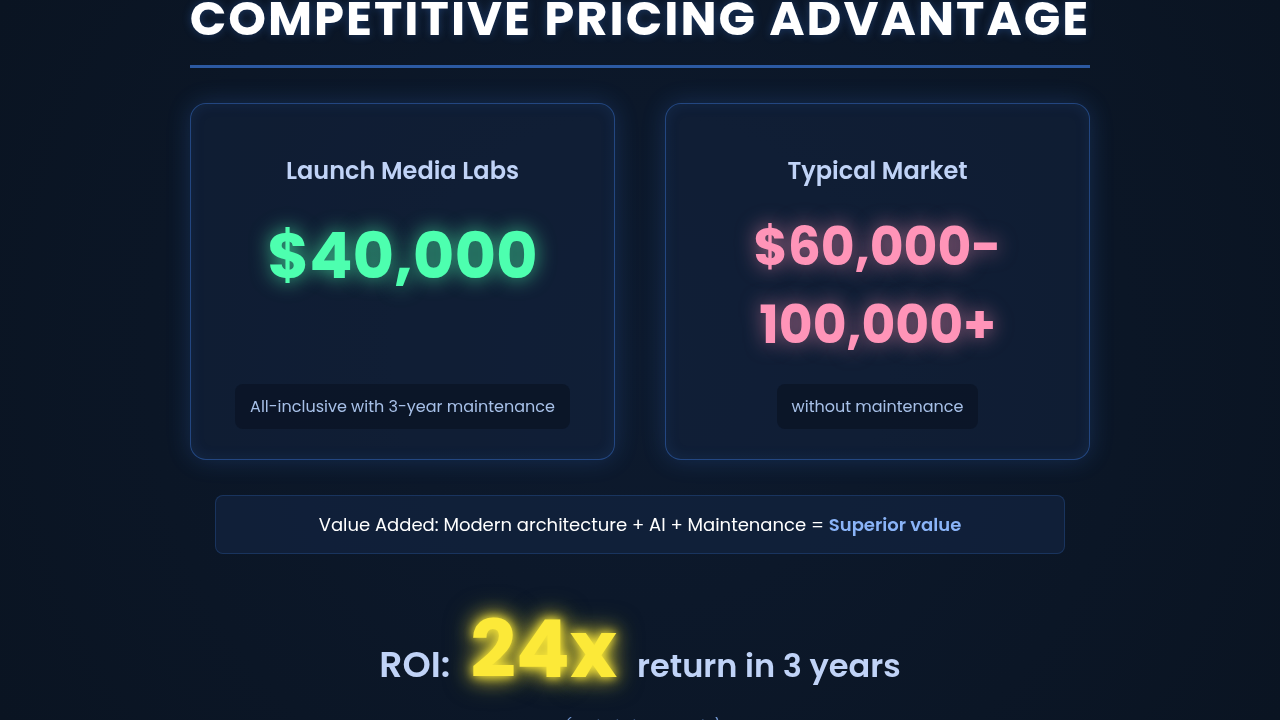 COMPETITIVE PRICING ADVANTAGE
Launch Media Labs
$40,000
All-inclusive with 3-year maintenance
Typical Market
$60,000–
100,000+
without maintenance
Value Added: Modern architecture + AI + Maintenance = Superior value
ROI: 24x return in 3 years